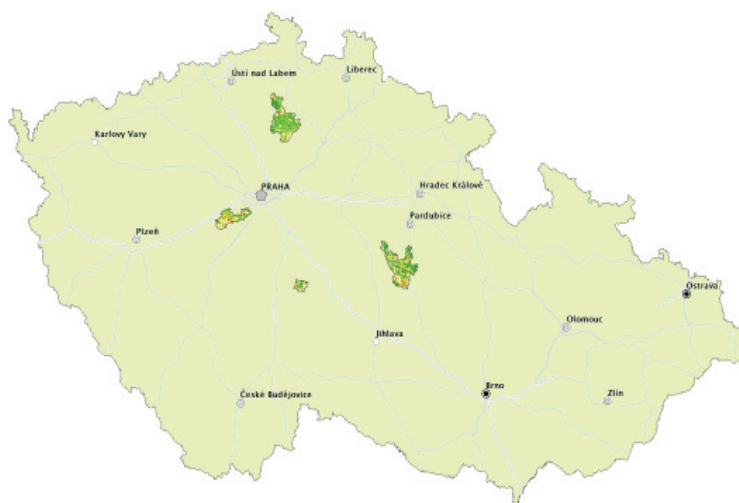 Ústí nad Labem
Liberec
Karlovy Vary
PRAHA
Hradec Králové
Pardubice
Plzeň
Ostrava
Olomouc
Jihlava
Brno
Zlín
České Budějovice